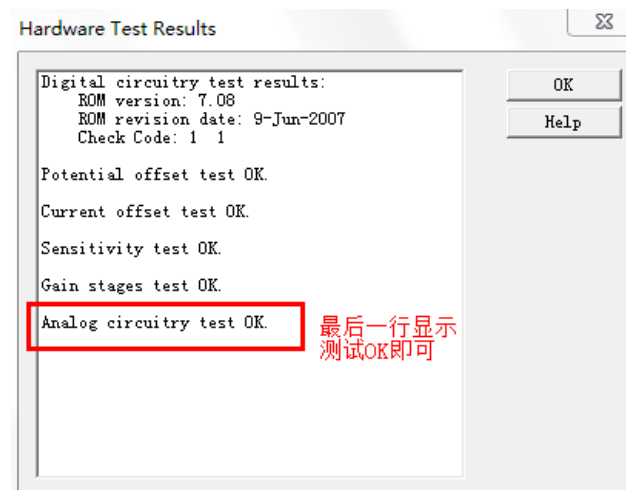 Hardware Test Results
Digital circuitry test results:
ROM version: 7.08
ROM revision date: 9-Jun-2007
Check Code: 1  1
Potential offset test OK.
Current offset test OK.
Sensitivity test OK.
Gain stages test OK.
Analog circuitry test OK.
最后一行显示
测试OK即可
OK
Help